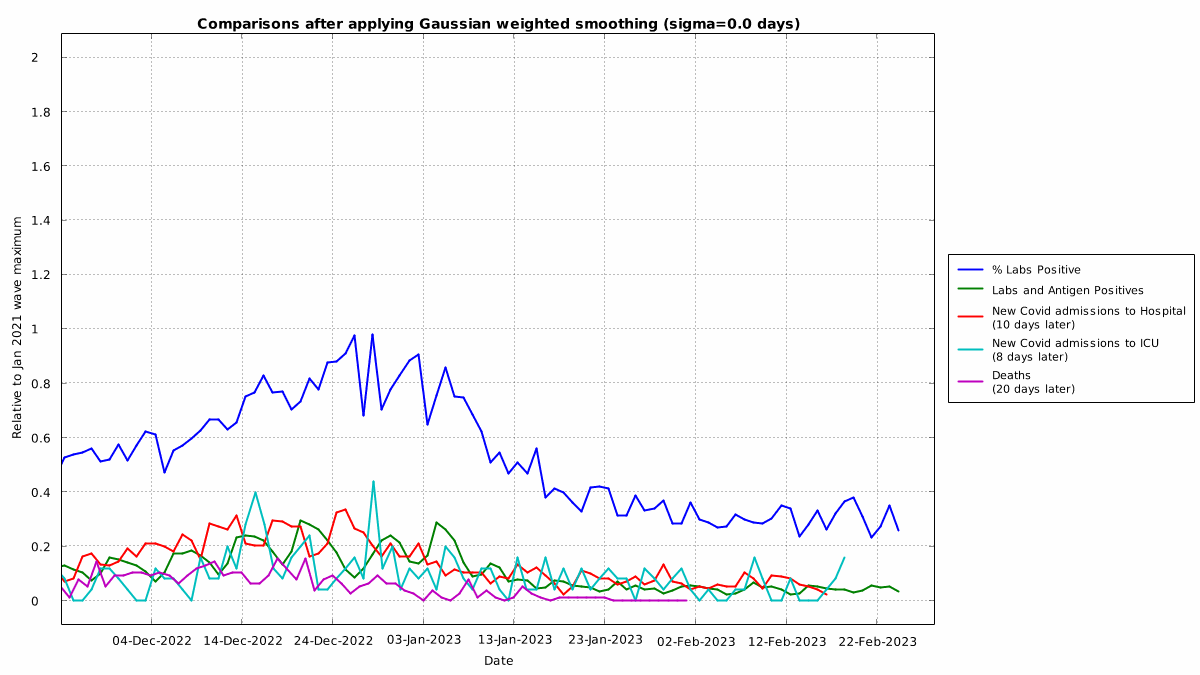 Comparisons after applying Gaussian weighted smoothing (sigma=0.0 days)
Relative to Jan 2021 wave maximum
2
1.8
1.6
1.4
1.2
1
0.8
0.6
0.4
0.2
0
04-Dec-2022
14-Dec-2022
24-Dec-2022
03-Jan-2023
13-Jan-2023
23-Jan-2023
02-Feb-2023
12-Feb-2023
22-Feb-2023
Date
% Labs Positive
Labs and Antigen Positives
New Covid admissions to Hospital
(10 days later)
New Covid admissions to ICU
(8 days later)
Deaths
(20 days later)